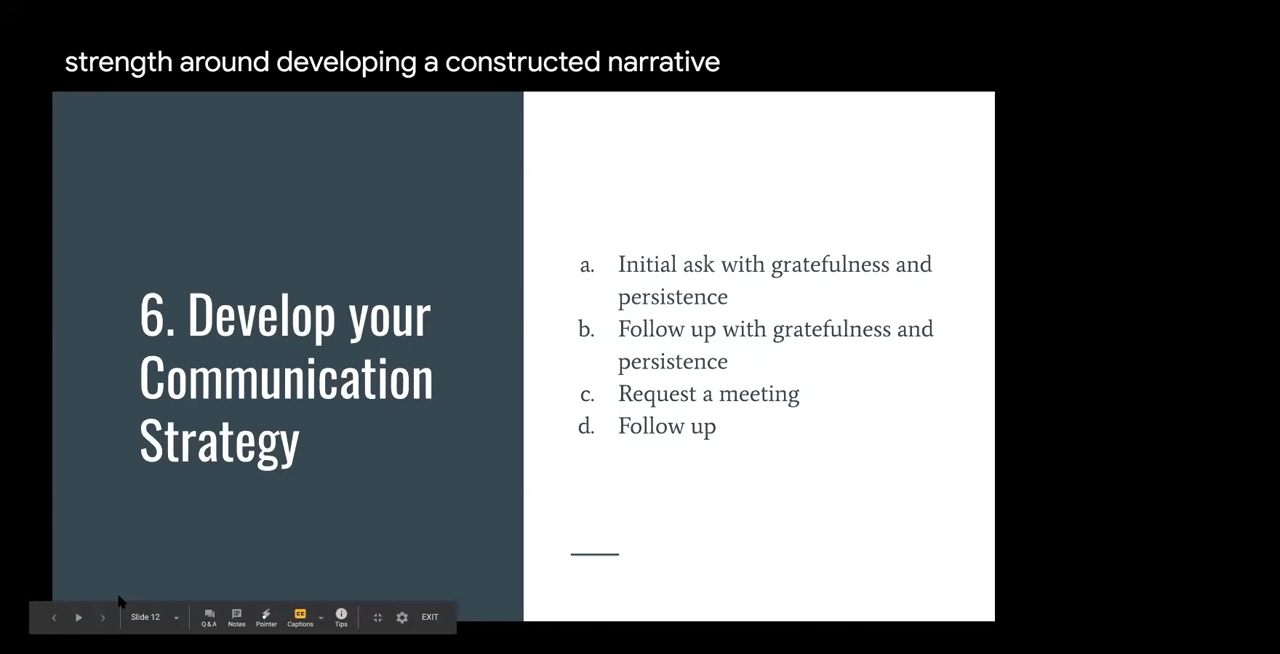 strength around developing a constructed narrative
6. Develop your
Communication
Strategy
a. Initial ask with gratefulness and
persistence
b. Follow up with gratefulness and
persistence
c. Request a meeting
d. Follow up
Slide 12
Q&A
Notes
Pointer
CC
Captions
Tips
EXIT